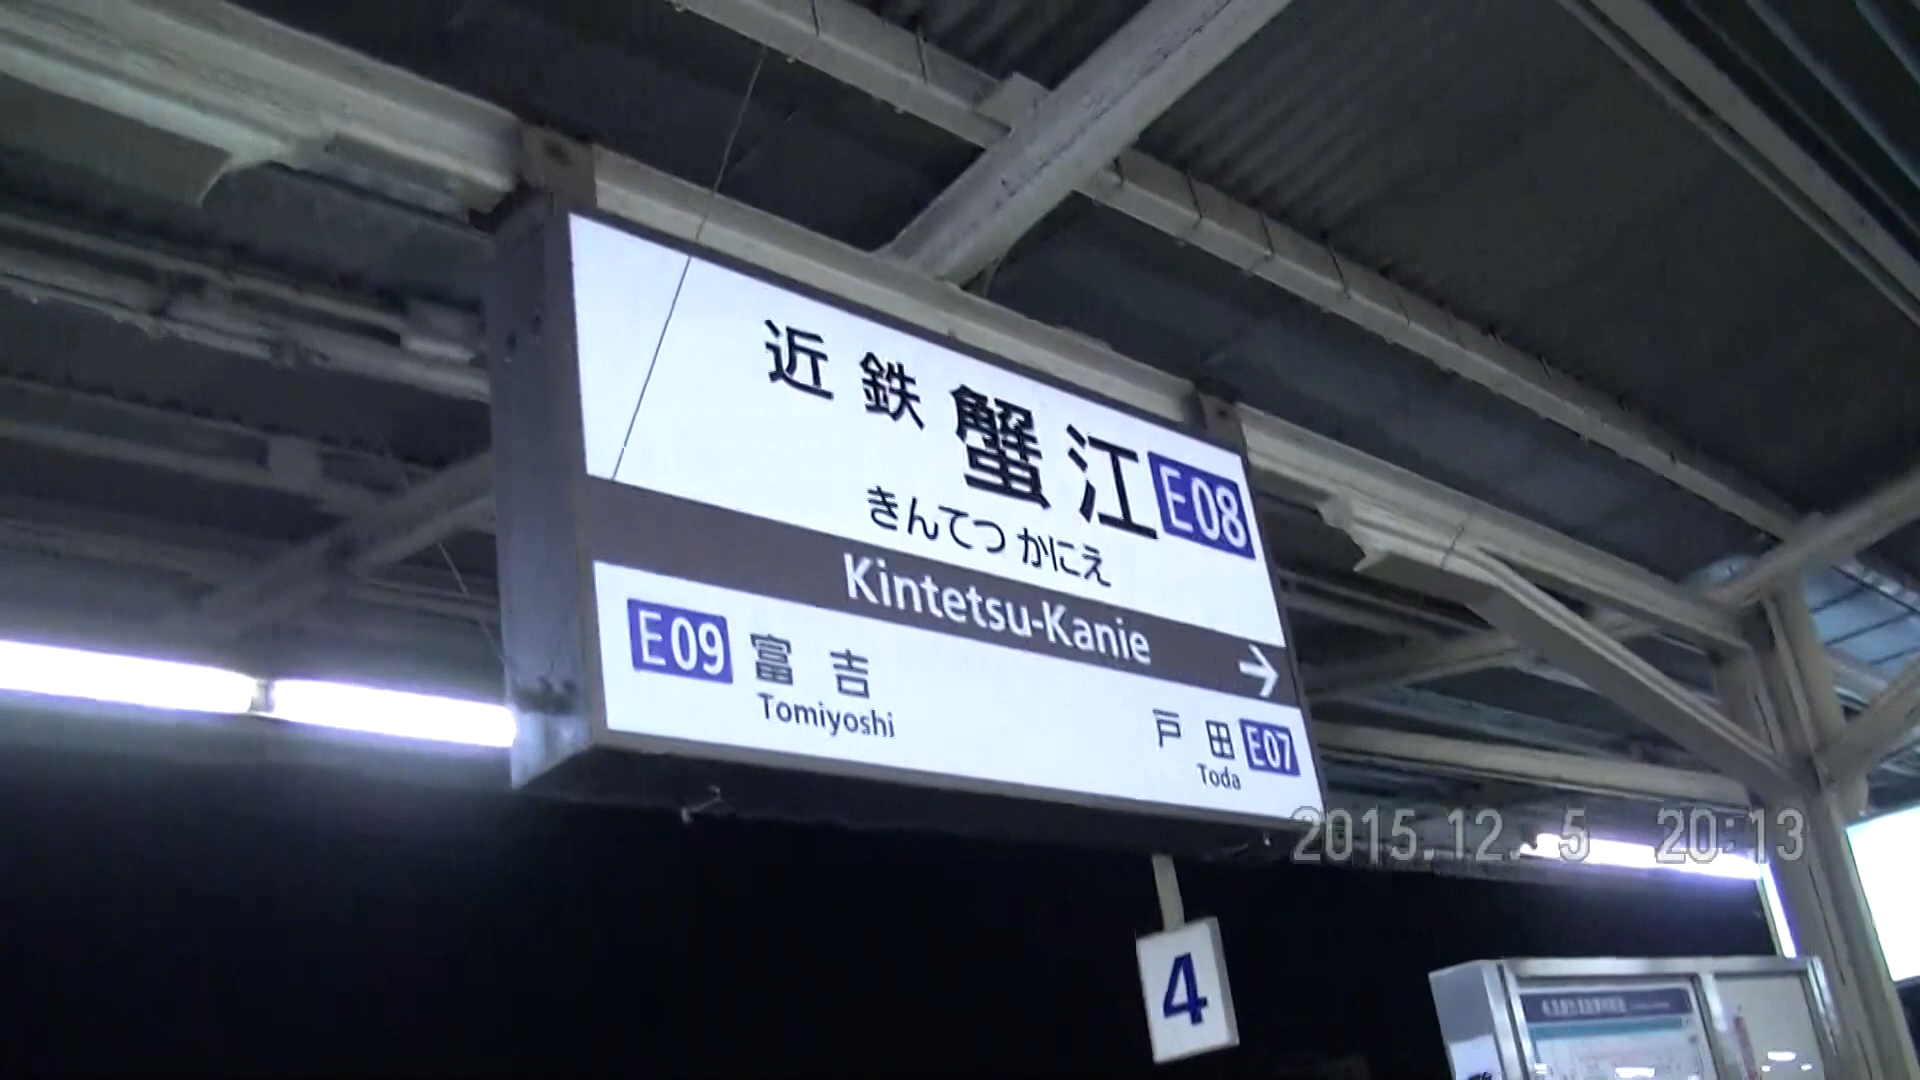 近鉄蟹江 E08
きんてつ かにえ
Kintetsu-Kanie
E09 富吉
Tomiyoshi
戸田 E07
Toda
2015.12. 5 20:13
4